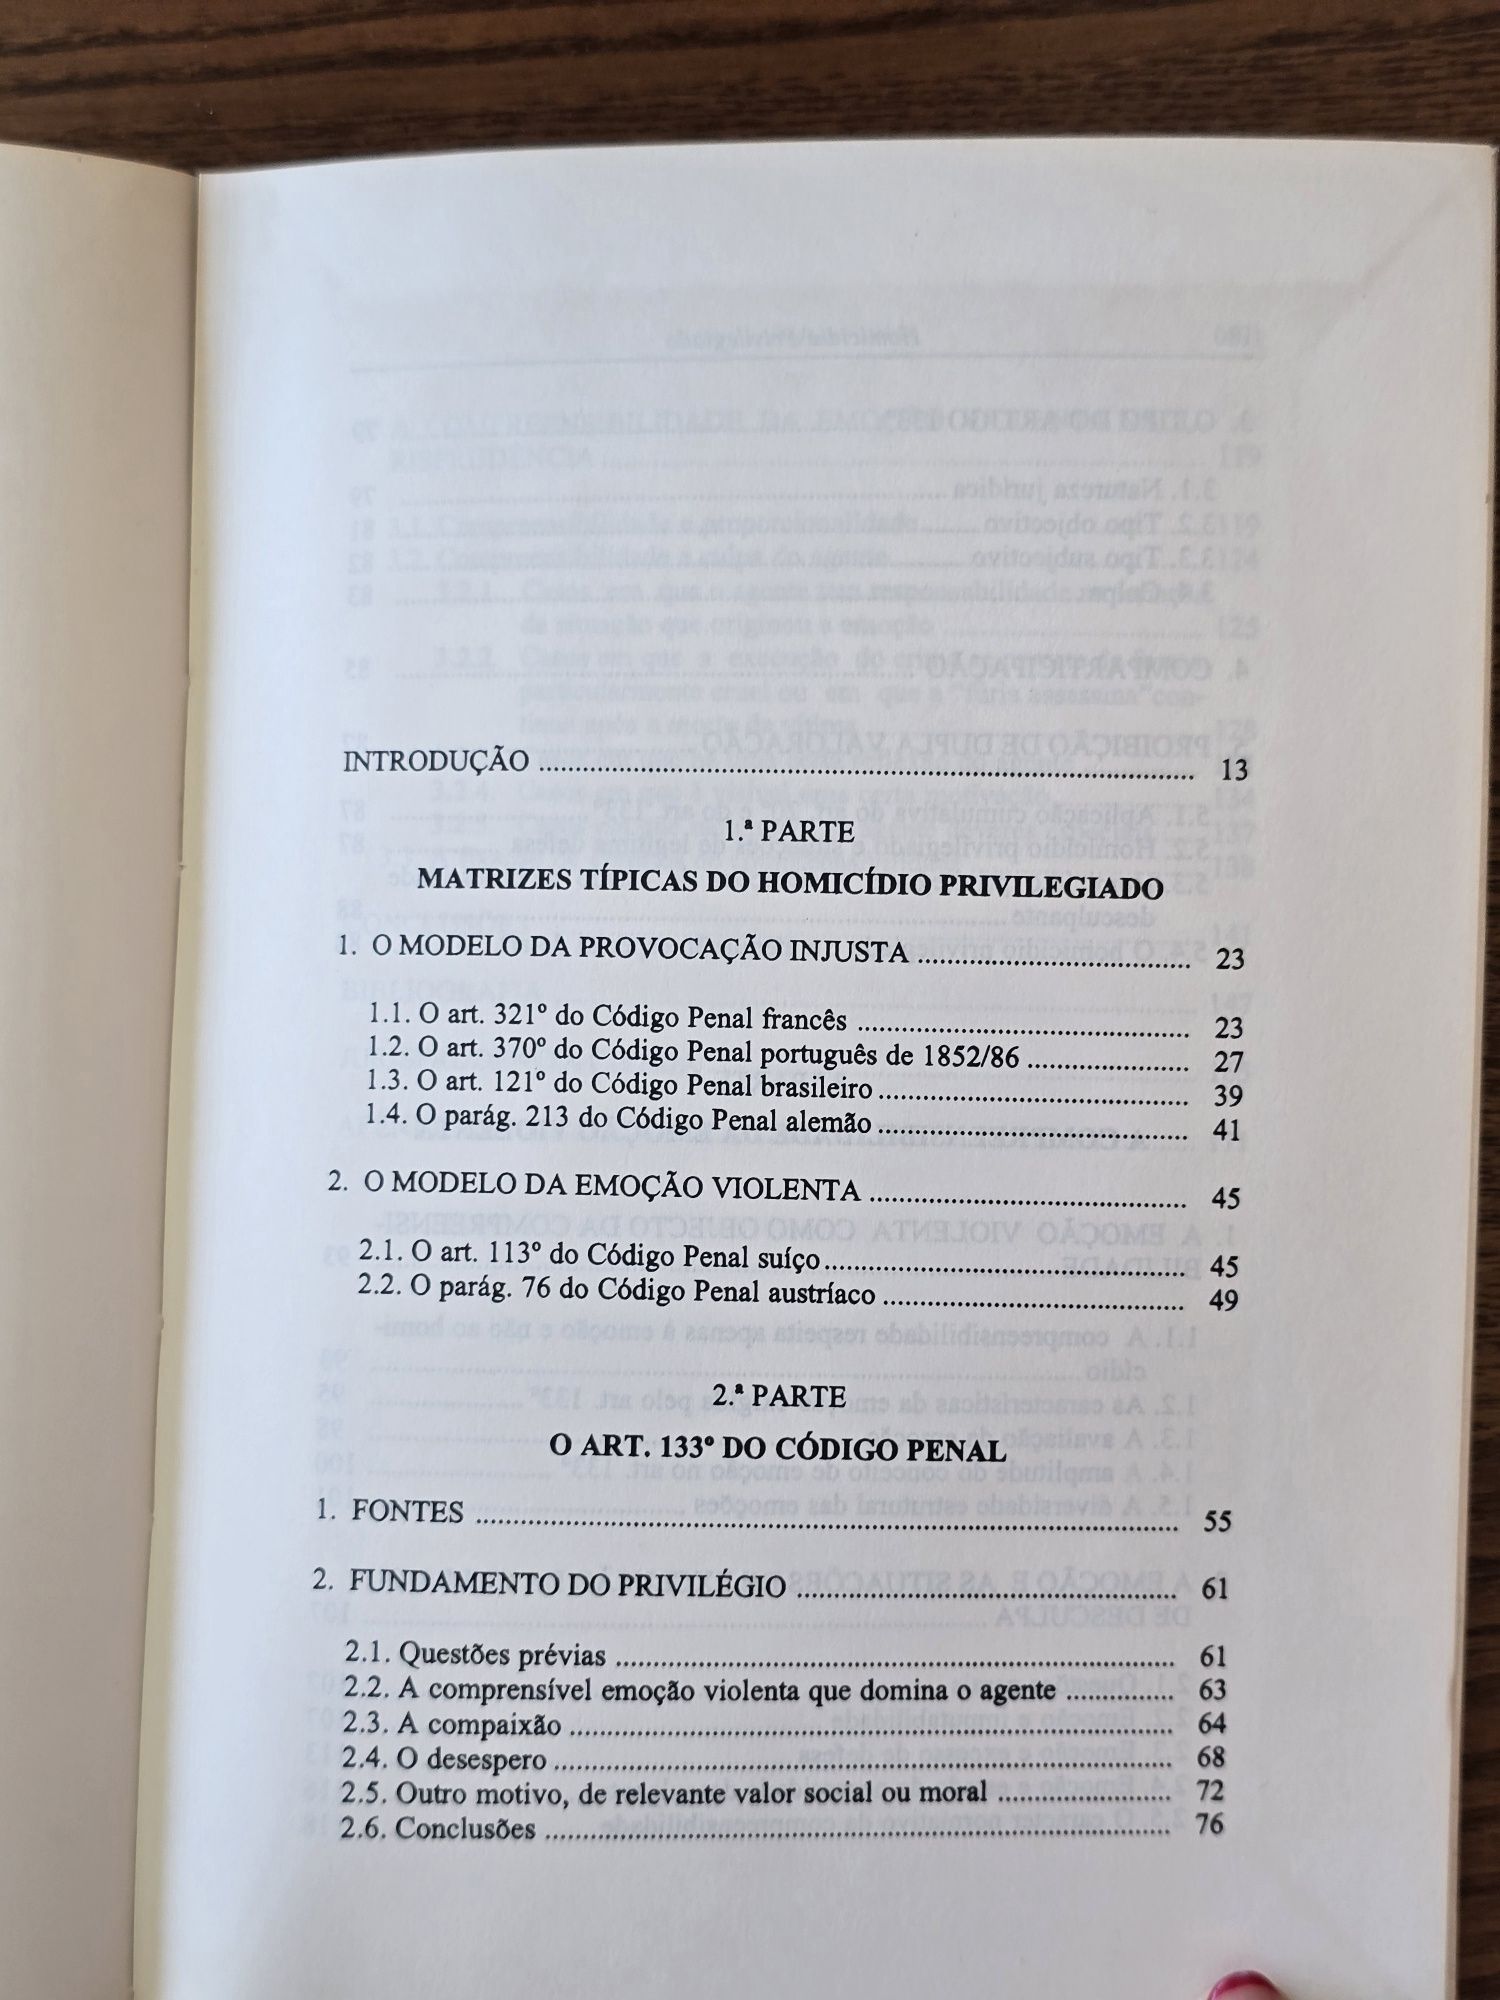 INTRODUÇÃO ........ 13
1.ª PARTE
MATRIZES TÍPICAS DO HOMICÍDIO PRIVILEGIADO
1. O MODELO DA PROVOCAÇÃO INJUSTA ........ 23
1.1. O art. 321º do Código Penal francês ........ 23
1.2. O art. 370º do Código Penal português de 1852/86 ........ 27
1.3. O art. 121º do Código Penal brasileiro ........ 39
1.4. O parág. 213 do Código Penal alemão ........ 41
2. O MODELO DA EMOÇÃO VIOLENTA ........ 45
2.1. O art. 113º do Código Penal suíço ........ 45
2.2. O parág. 76 do Código Penal austríaco ........ 49
2.ª PARTE
O ART. 133º DO CÓDIGO PENAL
1. FONTES ........ 55
2. FUNDAMENTO DO PRIVILÉGIO ........ 61
2.1. Questões prévias ........ 61
2.2. A comprensível emoção violenta que domina o agente ........ 63
2.3. A compaixão ........ 64
2.4. O desespero ........ 68
2.5. Outro motivo, de relevante valor social ou moral ........ 72
2.6. Conclusões ........ 76